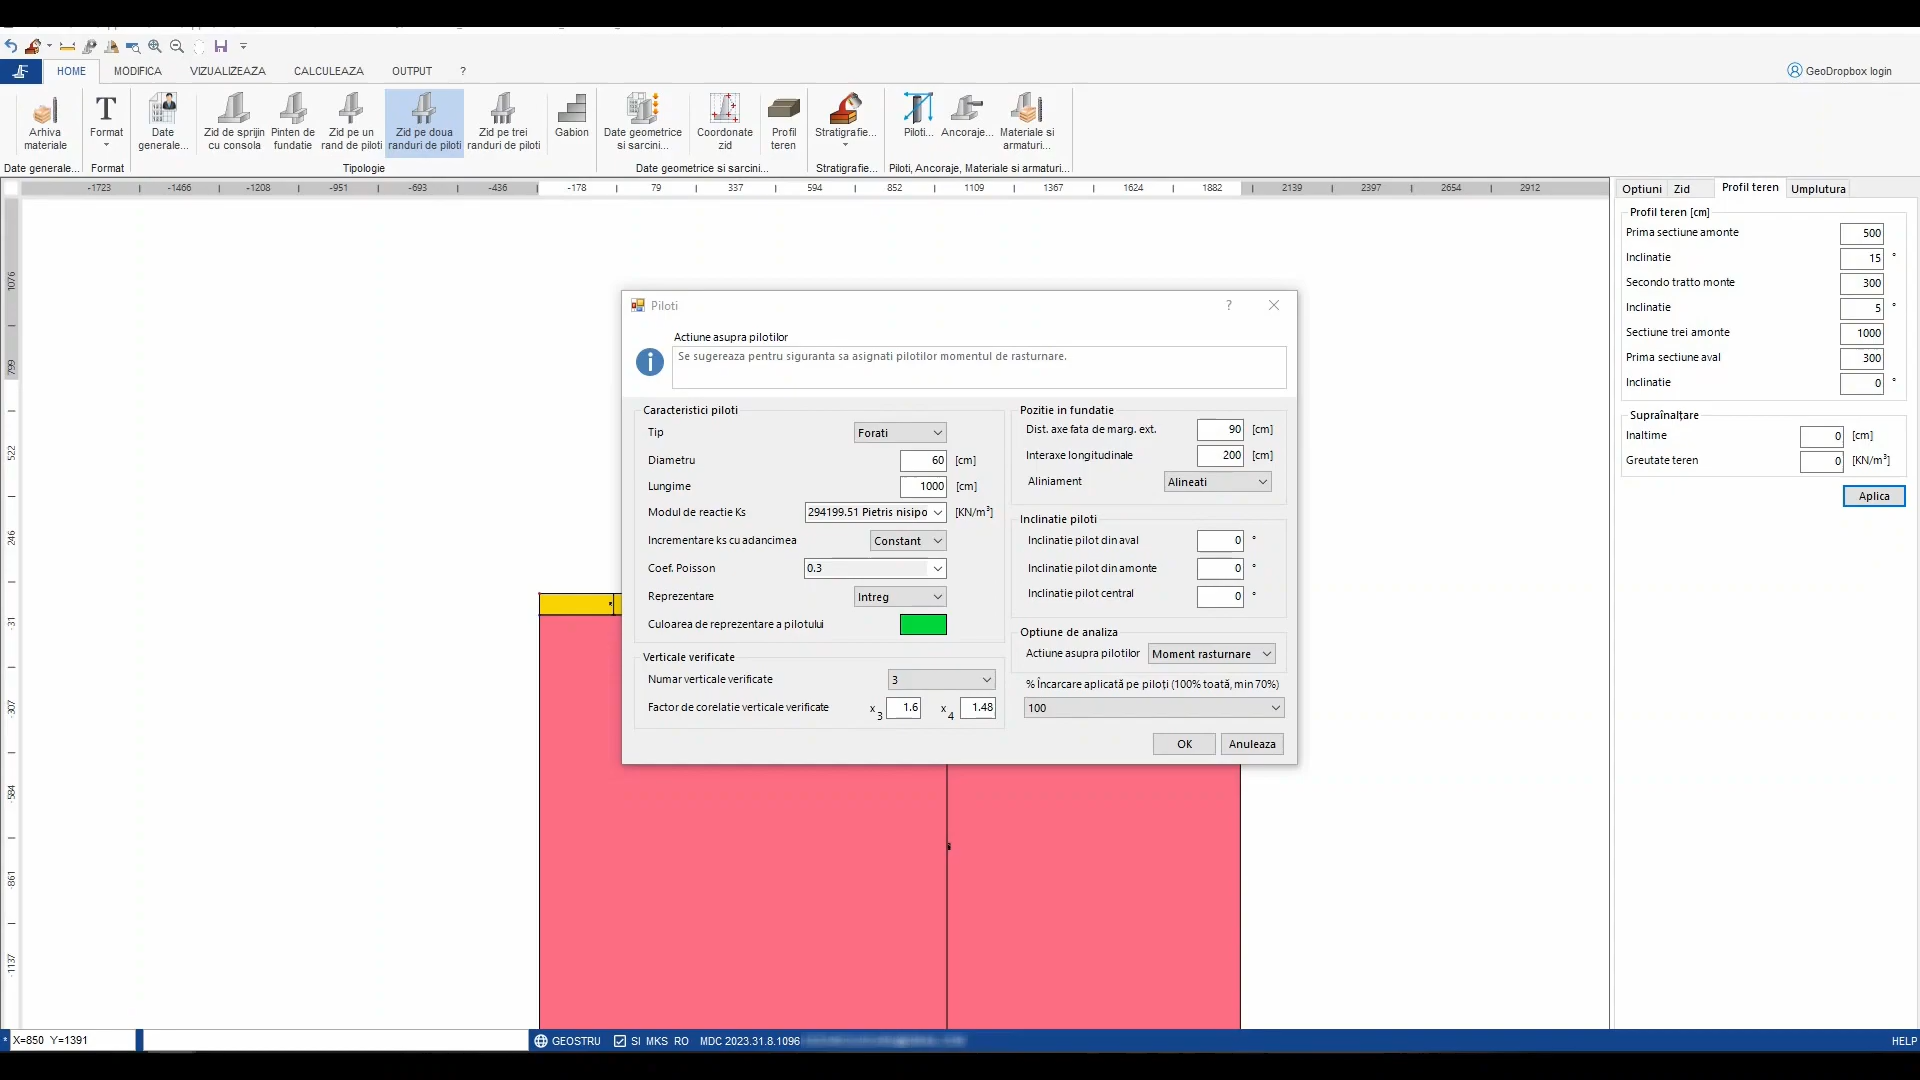 HOME MODIFICA VIZUALIZEAZA CALCULEAZA OUTPUT ?
GeoDropbox login
Arhiva materiale
Format
Date generale...
Zid de sprijin cu consola
Pinten de fundatie
Zid pe un rand de piloti
Zid pe doua randuri de piloti
Zid pe trei randuri de piloti
Gabion
Date geometrice si sarcini...
Coordonate zid
Profil teren
Stratigrafie...
Piloti...
Ancoraje...
Materiale si armaturi...
Date generale... Format Tipologie Date geometrice si sarcini... Stratigrafie... Piloti, Ancoraje, Materiale si armaturi...
-1723 -1466 -1208 -951 -693 -436 -178 79 337 594 852 1109 1367 1624 1882 2139 2397 2654 2912
1076
799
522
246
-31
-307
-584
-861
-1137
Piloti ?
Actiune asupra pilotilor
Se sugereaza pentru siguranta sa asignati pilotilor momentul de rasturnare.
Caracteristici piloti
Tip Forati
Diametru 60 [cm]
Lungime 1000 [cm]
Modul de reactie Ks 294199.51 Pietris nisipo [KN/m³]
Incrementare ks cu adancimea Constant
Coef. Poisson 0.3
Reprezentare Intreg
Culoarea de reprezentare a pilotului
Verticale verificate
Numar verticale verificate 3
Factor de corelatie verticale verificate x3 1.6 x4 1.48
Pozitie in fundatie
Dist. axe fata de marg. ext. 90 [cm]
Interaxe longitudinale 200 [cm]
Aliniament Alineati
Inclinatie piloti
Inclinatie pilot din aval 0 °
Inclinatie pilot din amonte 0 °
Inclinatie pilot central 0 °
Optiune de analiza
Actiune asupra pilotilor Moment rasturnare
% Încarcare aplicată pe piloți (100% toată, min 70%)
100
OK Anuleaza
Optiuni Zid Profil teren Umplutura
Profil teren [cm]
Prima sectiune amonte 500
Inclinatie 15 °
Secondo tratto monte 300
Inclinatie 5 °
Sectiune trei amonte 1000
Prima sectiune aval 300
Inclinatie 0 °
Supraînalțare
Inaltime 0 [cm]
Greutate teren 0 [KN/m³]
Aplica
* X=850 Y=1391
GEOSTRU SI MKS RO MDC 2023.31.8.1096
HELP